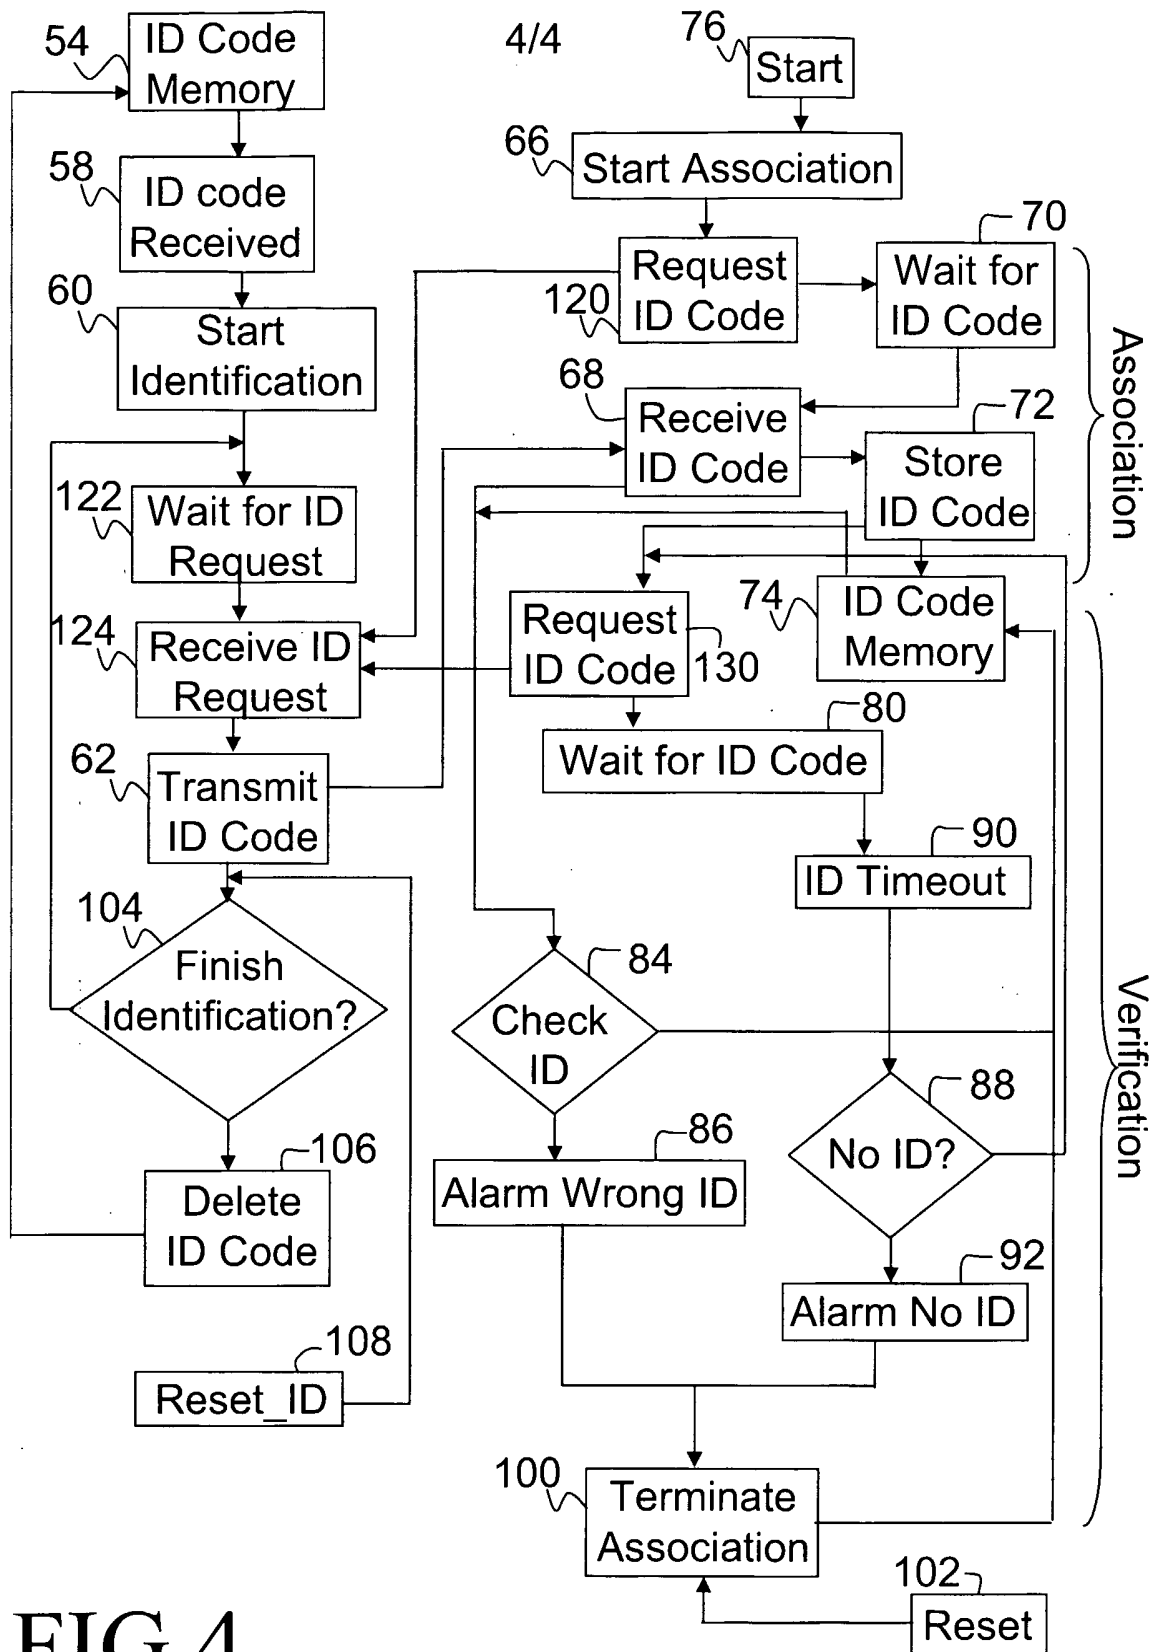 4/4
54
ID Code
Memory
58
ID code
Received
60
Start
Identification
122
Wait for ID
Request
124
Receive ID
Request
62
Transmit
ID Code
104
Finish
Identification?
106
Delete
ID Code
108
Reset_ID
76
Start
66
Start Association
120
Request
ID Code
70
Wait for
ID Code
68
Receive
ID Code
72
Store
ID Code
74
ID Code
Memory
Association
130
Request
ID Code
80
Wait for ID Code
90
ID Timeout
84
Check
ID
88
No ID?
86
Alarm Wrong ID
92
Alarm No ID
Verification
100
Terminate
Association
102
Reset
FIG 4